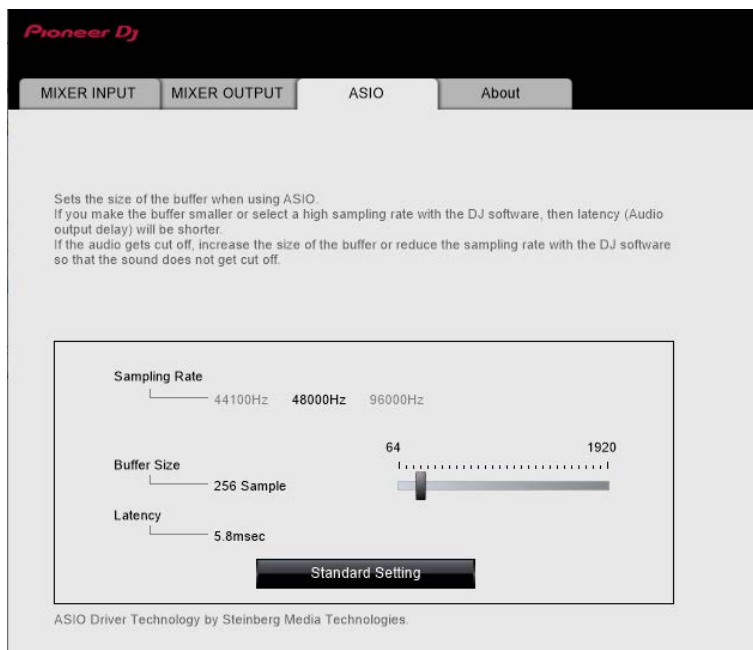 Pioneer Dj
MIXER INPUT MIXER OUTPUT ASIO About
Sets the size of the buffer when using ASIO.
If you make the buffer smaller or select a high sampling rate with the DJ software, then latency (Audio
output delay) will be shorter.
If the audio gets cut off, increase the size of the buffer or reduce the sampling rate with the DJ software
so that the sound does not get cut off.
Sampling Rate
44100Hz 48000Hz 96000Hz
64 1920
Buffer Size
256 Sample
Latency
5.8msec
Standard Setting
ASIO Driver Technology by Steinberg Media Technologies.